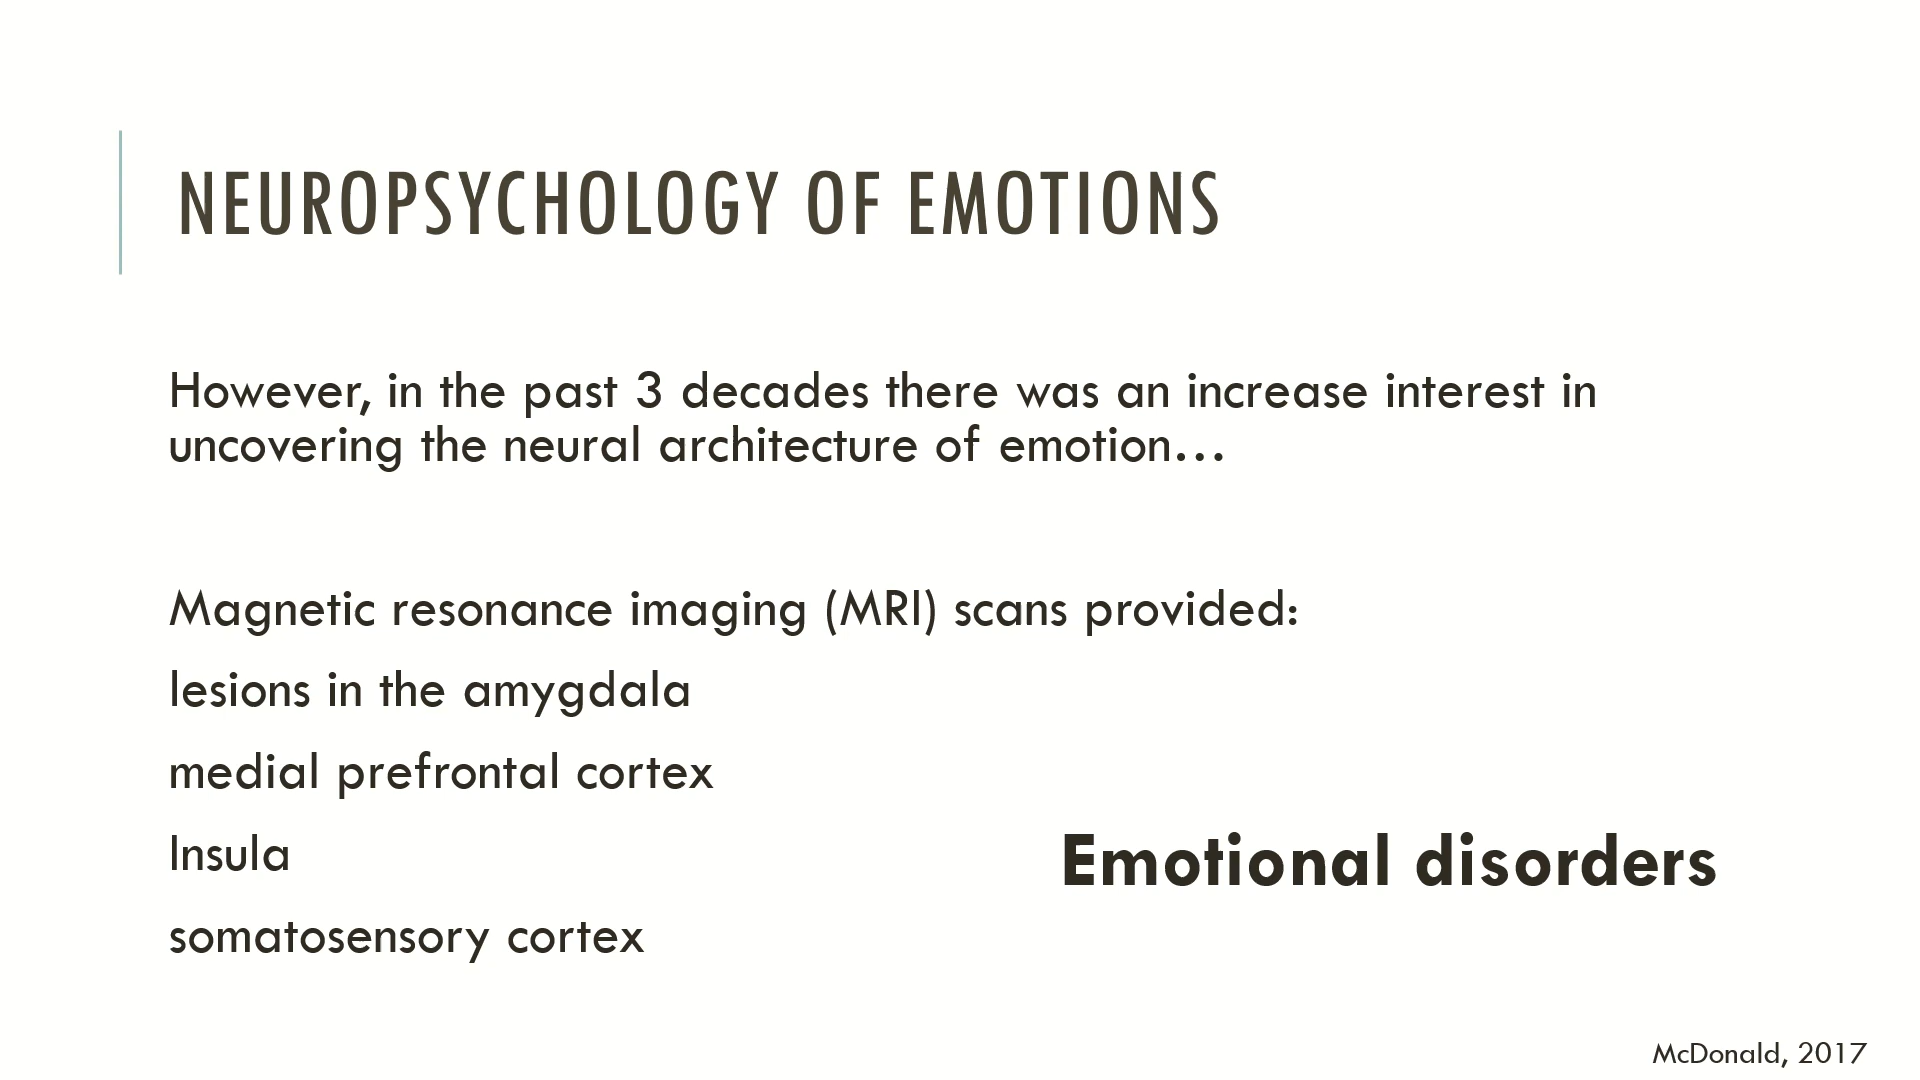 NEUROPSYCHOLOGY OF EMOTIONS
However, in the past 3 decades there was an increase interest in
uncovering the neural architecture of emotion…
Magnetic resonance imaging (MRI) scans provided:
lesions in the amygdala
medial prefrontal cortex
Insula
somatosensory cortex
Emotional disorders
McDonald, 2017